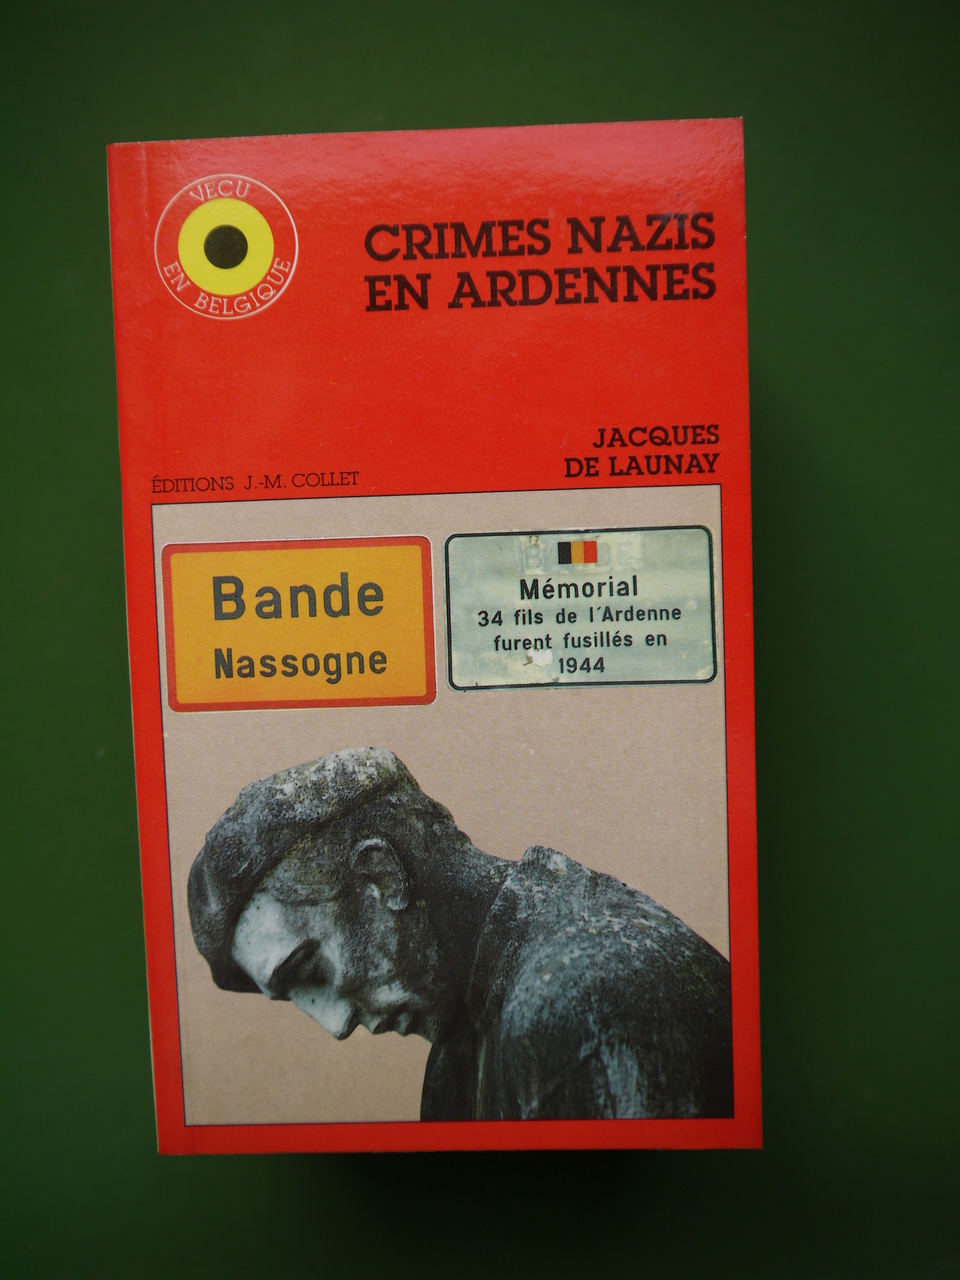 VECU
EN BELGIQUE
CRIMES NAZIS
EN ARDENNES
JACQUES
DE LAUNAY
ÉDITIONS J.-M. COLLET
Bande
Nassogne
Mémorial
34 fils de l'Ardenne
furent fusillés en
1944